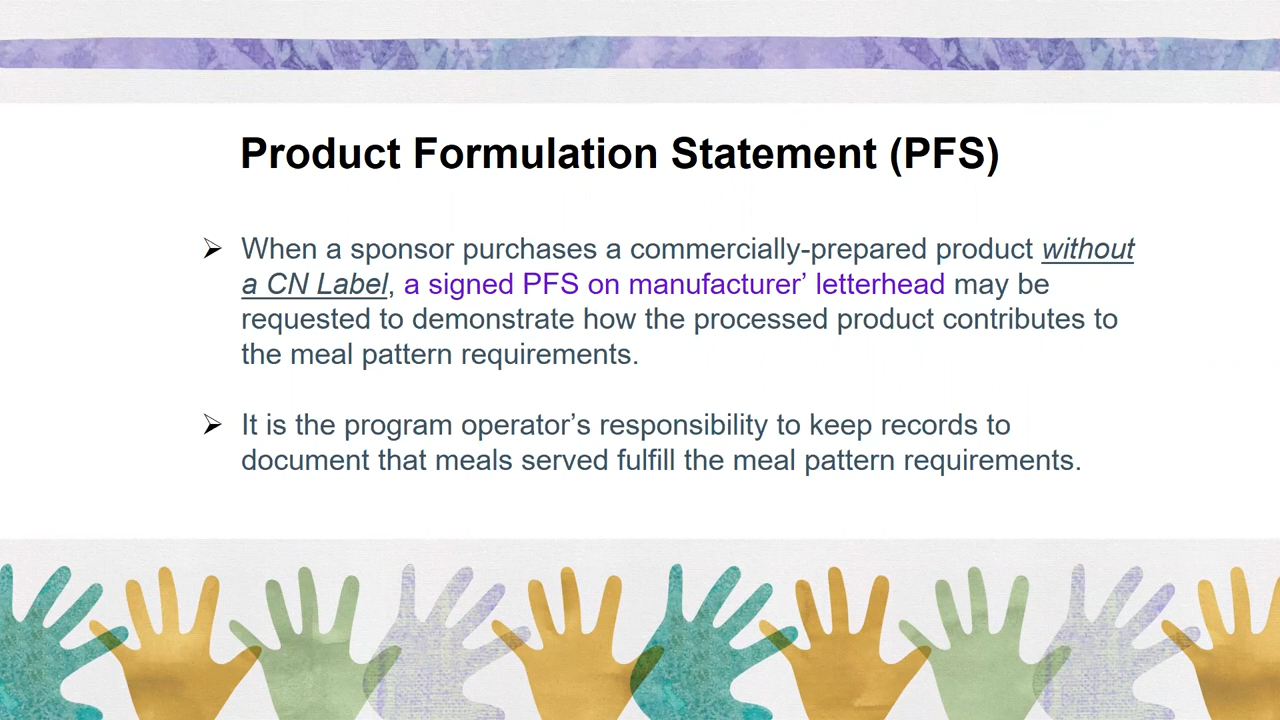 Product Formulation Statement (PFS)
➢ When a sponsor purchases a commercially-prepared product without
a CN Label, a signed PFS on manufacturer’ letterhead may be
requested to demonstrate how the processed product contributes to
the meal pattern requirements.
➢ It is the program operator’s responsibility to keep records to
document that meals served fulfill the meal pattern requirements.